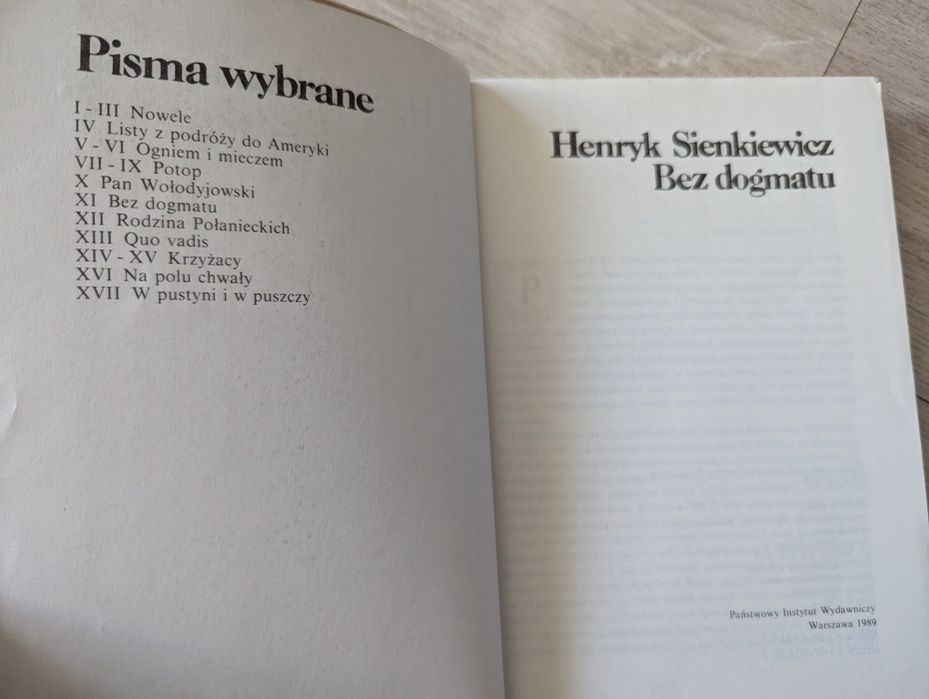 Pisma wybrane
I - III Nowele
IV Listy z podróży do Ameryki
V - VI Ogniem i mieczem
VII - IX Potop
X Pan Wołodyjowski
XI Bez dogmatu
XII Rodzina Połanieckich
XIII Quo vadis
XIV - XV Krzyżacy
XVI Na polu chwały
XVII W pustyni i w puszczy
Henryk Sienkiewicz
Bez dogmatu
Państwowy Instytut Wydawniczy
Warszawa 1989